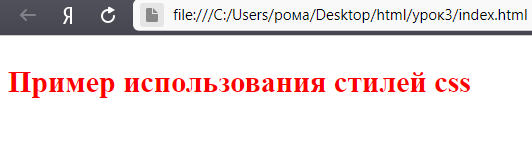 Я file:///C:/Users/рома/Desktop/html/урок3/index.html
Пример использования стилей css